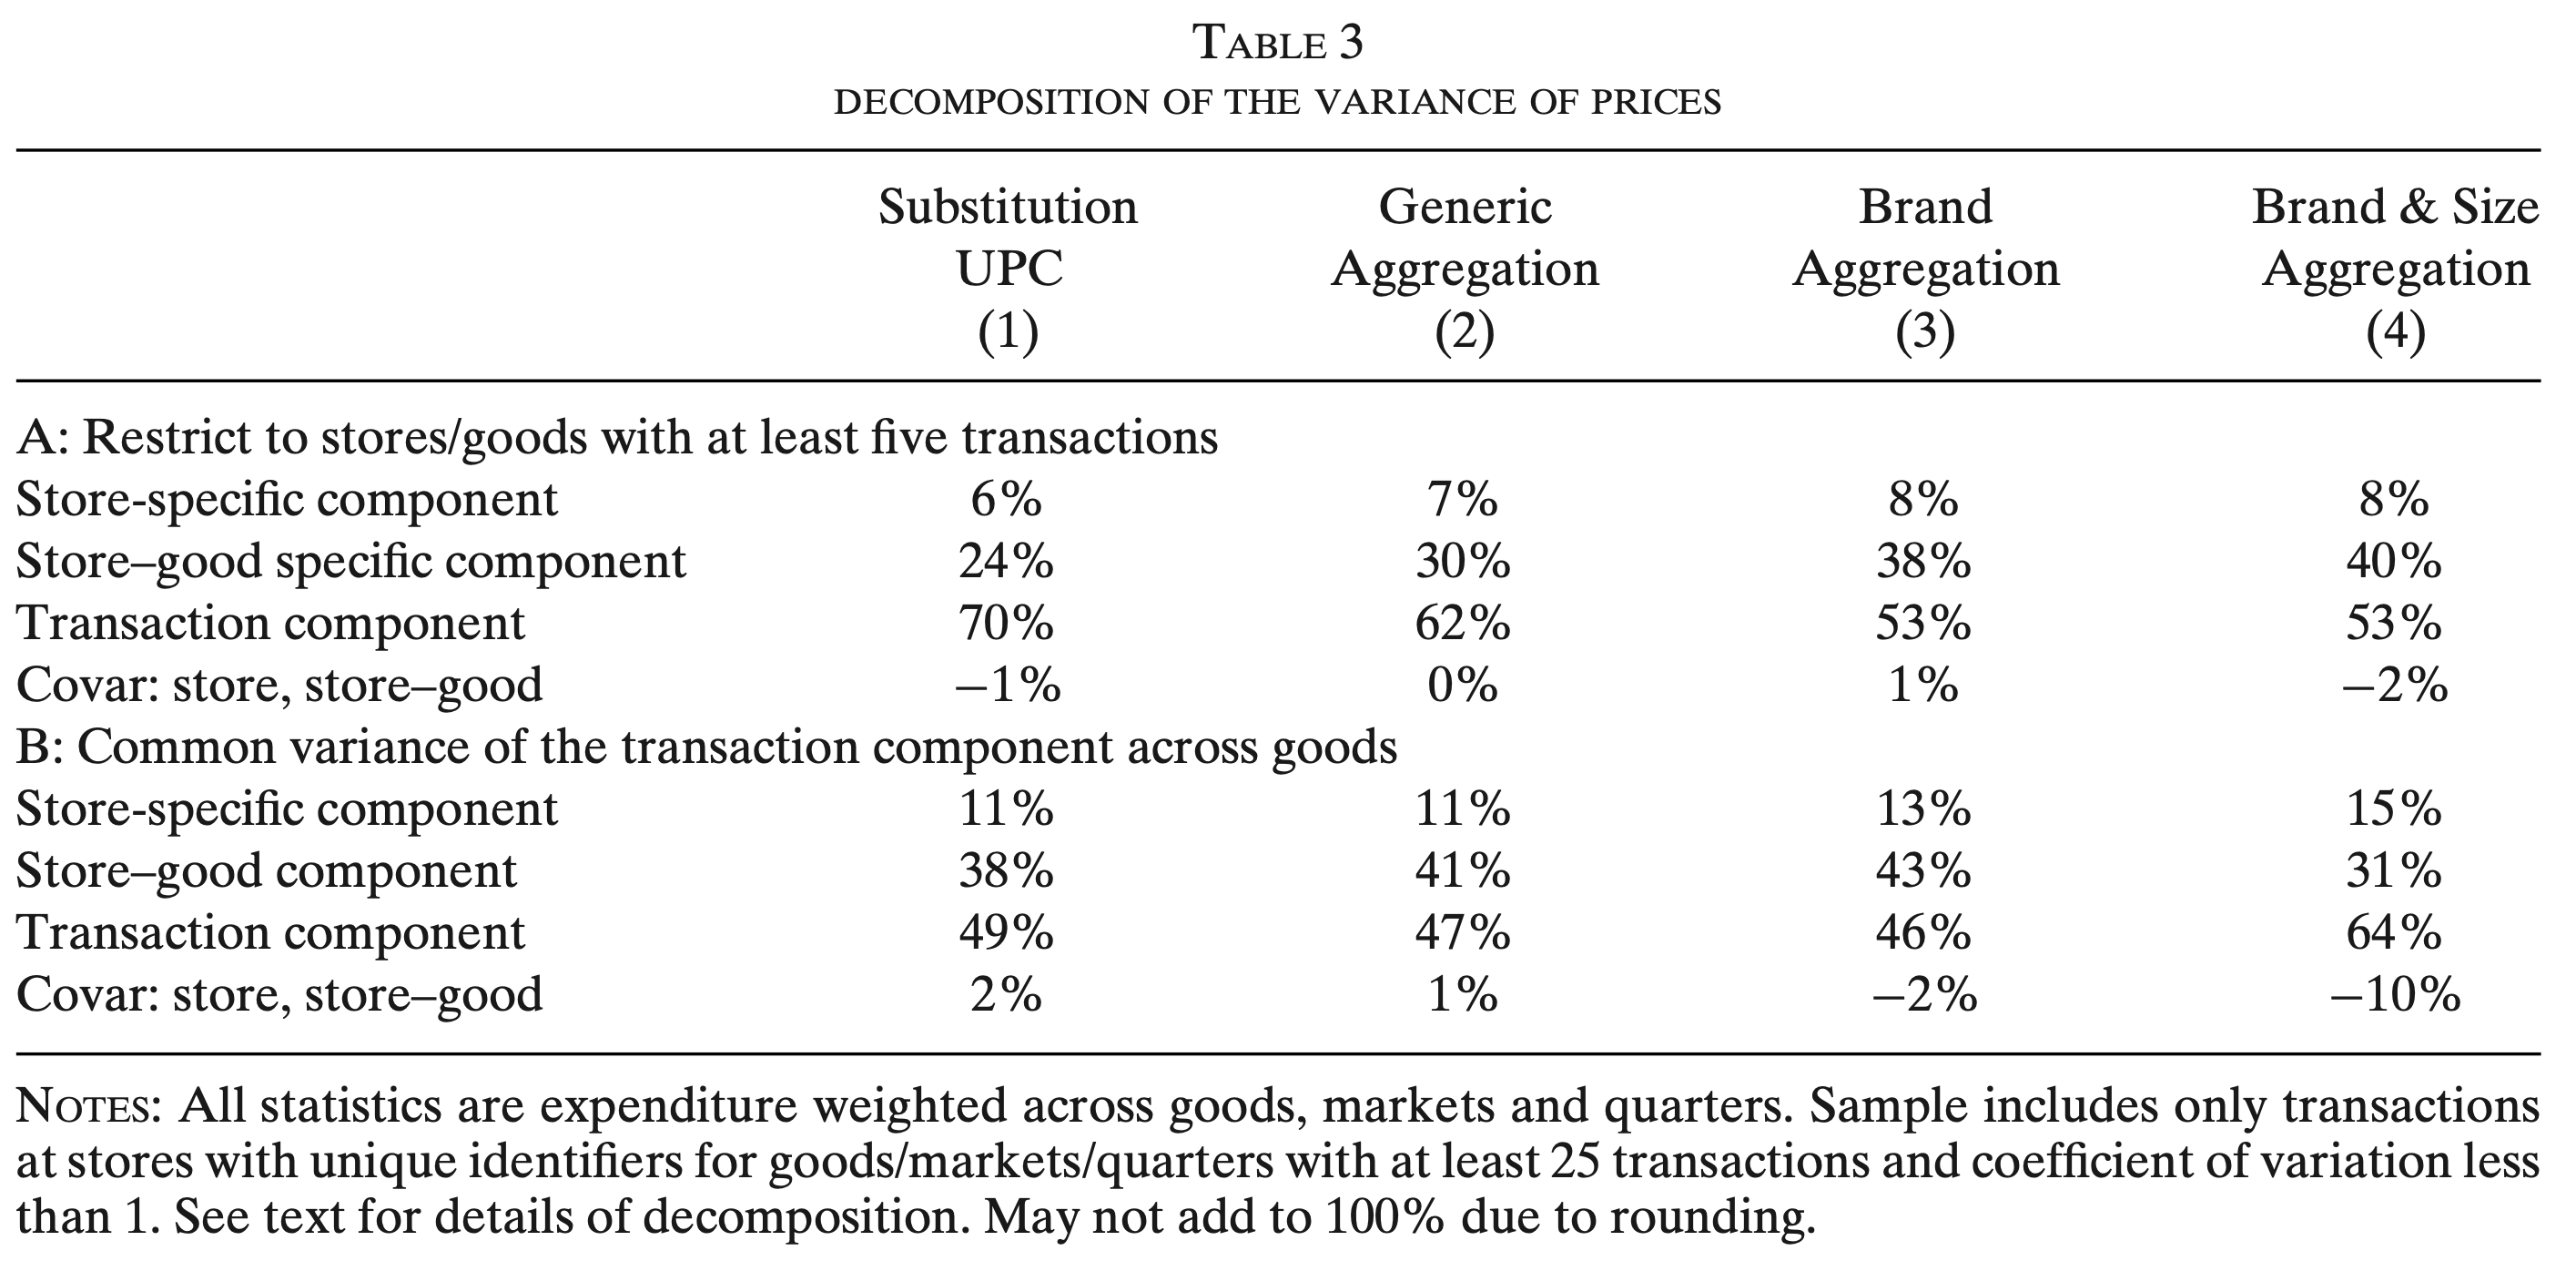 TABLE 3
DECOMPOSITION OF THE VARIANCE OF PRICES
Substitution Generic Brand Brand & Size
UPC Aggregation Aggregation Aggregation
(1) (2) (3) (4)
A: Restrict to stores/goods with at least five transactions
Store-specific component 6% 7% 8% 8%
Store–good specific component 24% 30% 38% 40%
Transaction component 70% 62% 53% 53%
Covar: store, store–good −1% 0% 1% −2%
B: Common variance of the transaction component across goods
Store-specific component 11% 11% 13% 15%
Store–good component 38% 41% 43% 31%
Transaction component 49% 47% 46% 64%
Covar: store, store–good 2% 1% −2% −10%
NOTES: All statistics are expenditure weighted across goods, markets and quarters. Sample includes only transactions
at stores with unique identifiers for goods/markets/quarters with at least 25 transactions and coefficient of variation less
than 1. See text for details of decomposition. May not add to 100% due to rounding.